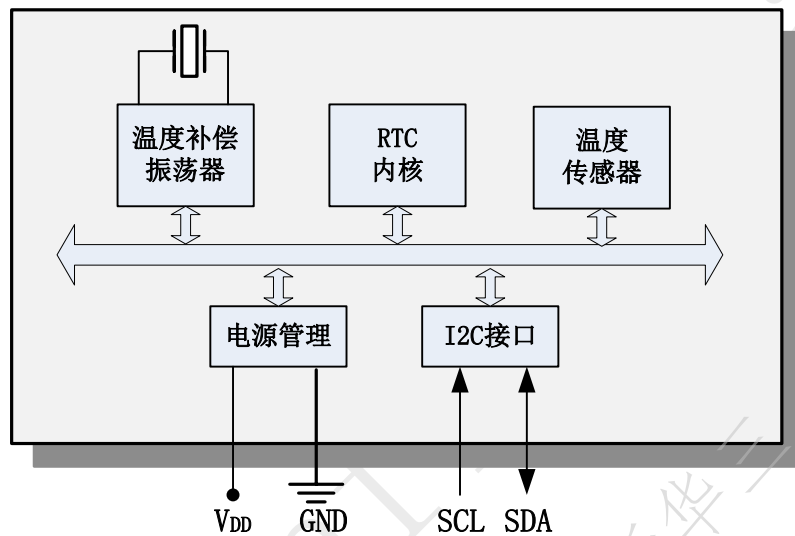 温度补偿
振荡器
RTC
内核
温度
传感器
电源管理
I2C接口
VDD
GND
SCL
SDA